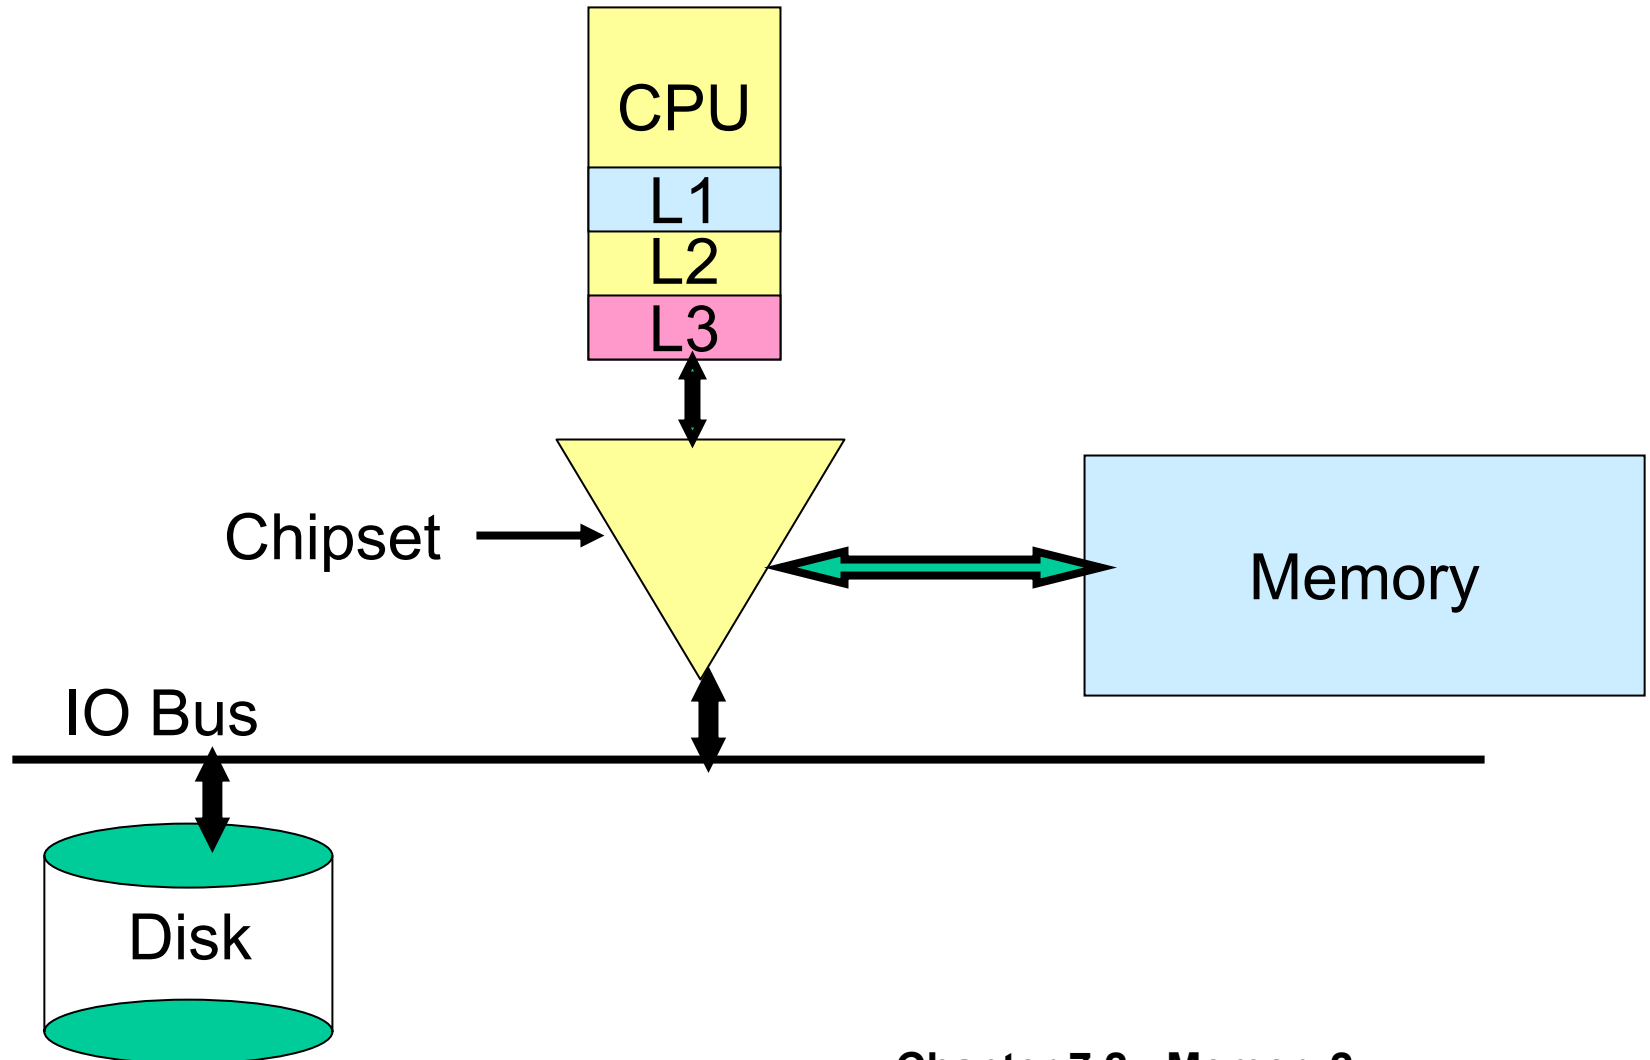 CPU
L1
L2
L3
Chipset
Memory
IO Bus
Disk